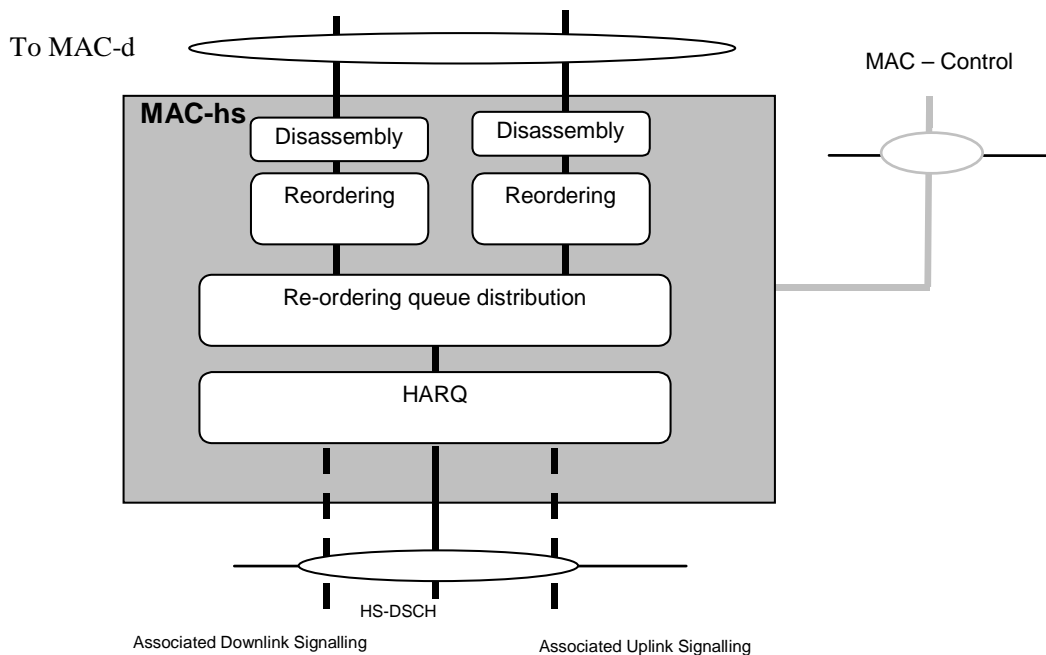 To MAC-d
MAC – Control
MAC-hs
Disassembly
Disassembly
Reordering
Reordering
Re-ordering queue distribution
HARQ
HS-DSCH
Associated Downlink Signalling
Associated Uplink Signalling